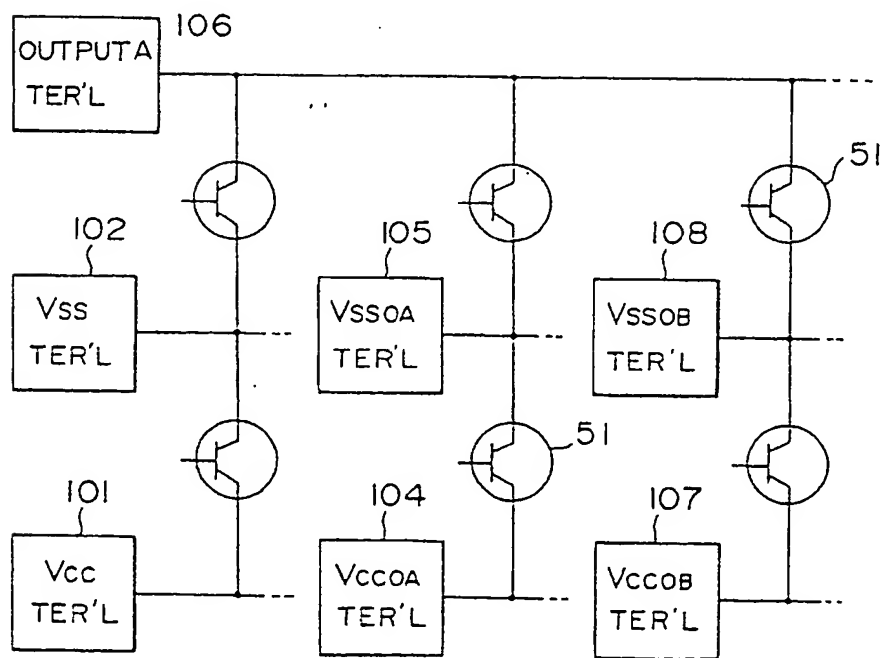 106
OUTPUTA
TER'L
51
102
105
108
VSS
TER'L
VSSOA
TER'L
VSSOB
TER'L
51
101
104
107
VCC
TER'L
VCCOA
TER'L
VCCOB
TER'L